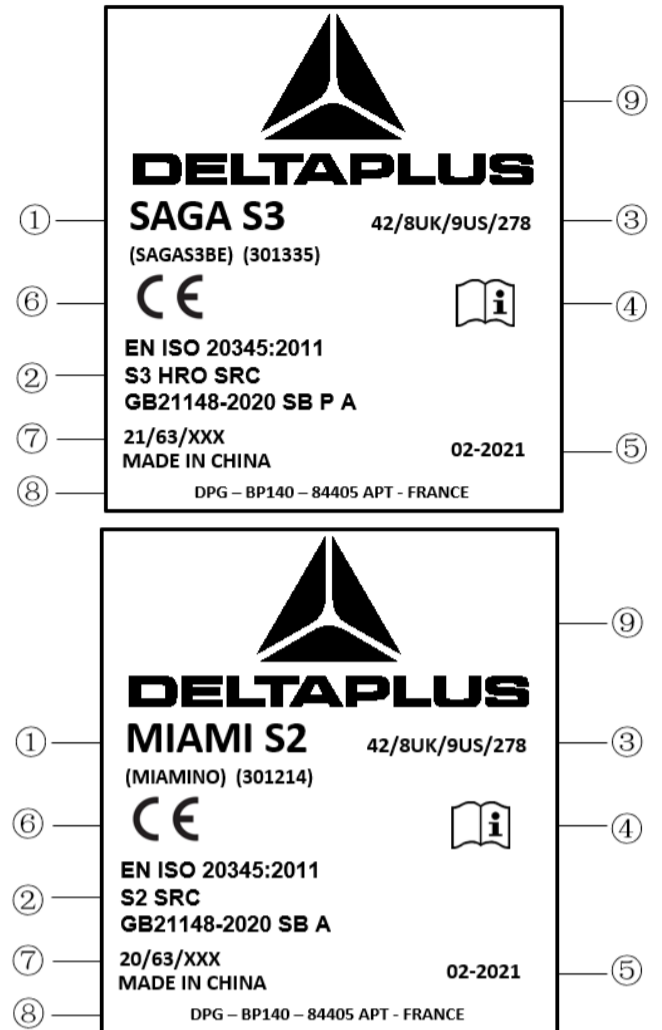 DELTAPLUS
⑨
① SAGA S3 42/8UK/9US/278 ③
(SAGAS3BE) (301335)
⑥ CE i ④
EN ISO 20345:2011
② S3 HRO SRC
GB21148-2020 SB P A
⑦ 21/63/XXX
MADE IN CHINA 02-2021 ⑤
⑧ DPG – BP140 – 84405 APT - FRANCE
⑨
DELTAPLUS
① MIAMI S2 42/8UK/9US/278 ③
(MIAMINO) (301214)
⑥ CE i ④
EN ISO 20345:2011
② S2 SRC
GB21148-2020 SB A
⑦ 20/63/XXX
MADE IN CHINA 02-2021 ⑤
⑧ DPG – BP140 – 84405 APT - FRANCE